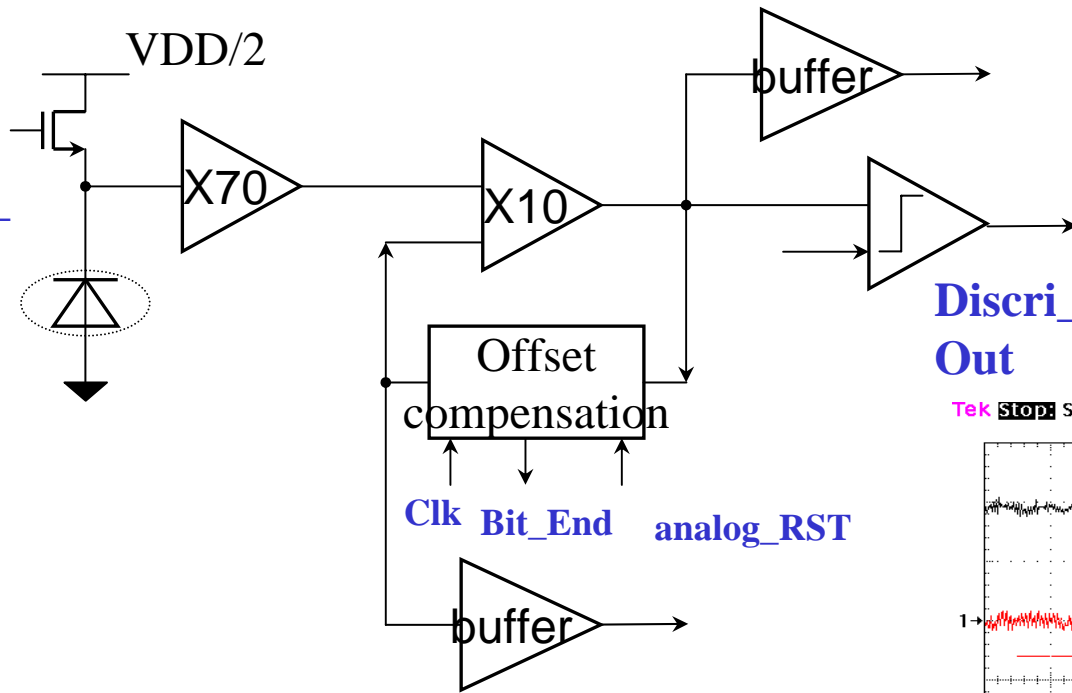 VDD/2
buffer
X70
X10
Discri_
Out
Offset
compensation
Tek Stop: S
Clk
Bit_End
analog_RST
1→
buffer